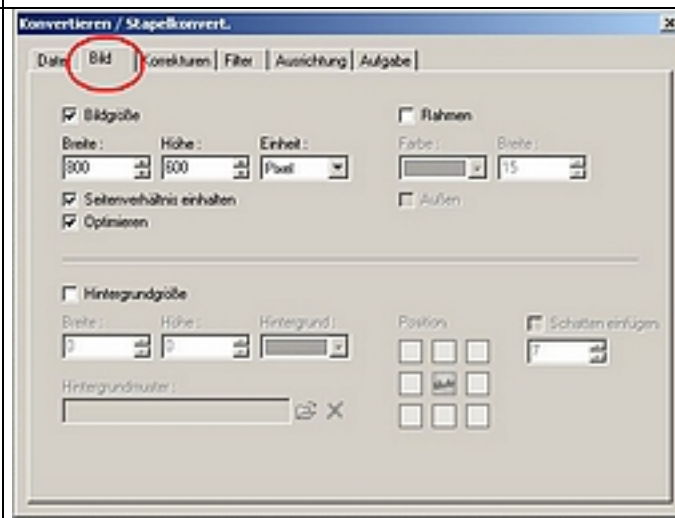 Konvertieren / Stapelkonvert.
Datei Bild Korrekturen Filter Ausrichtung Aufgabe
Bildgröße Rahmen
Breite : Höhe : Einheit : Farbe : Breite :
800 600 Pixel 15
Seitenverhältnis einhalten Außen
Optimieren
Hintergrundgröße
Breite : Höhe : Hintergrund : Position Schatten einfügen
0 0 7
Hintergrundmuster :